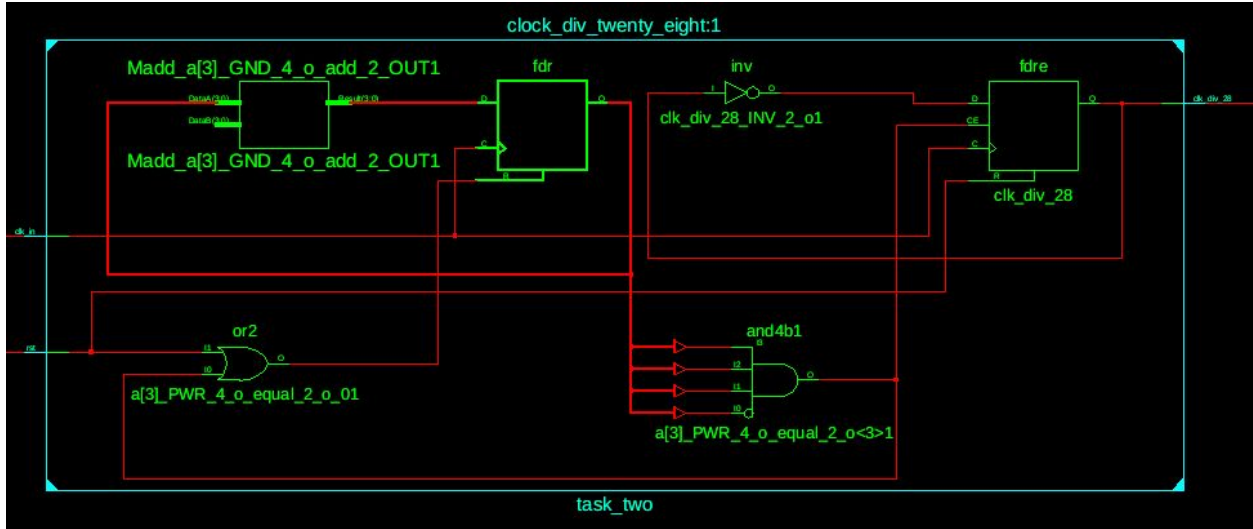 clock_div_twenty_eight:1
Madd_a[3]_GND_4_o_add_2_OUT1
fdr
inv
fdre
DataA(3:0)
Result(3:0)
D
Q
I
O
D
Q
clk_div_28
DataB(3:0)
clk_div_28_INV_2_o1
CE
Madd_a[3]_GND_4_o_add_2_OUT1
C
C
R
R
clk_div_28
clk_in
or2
and4b1
rst
I1
O
I3
I2
I0
O
a[3]_PWR_4_o_equal_2_o_01
I1
I0
a[3]_PWR_4_o_equal_2_o<3>1
task_two